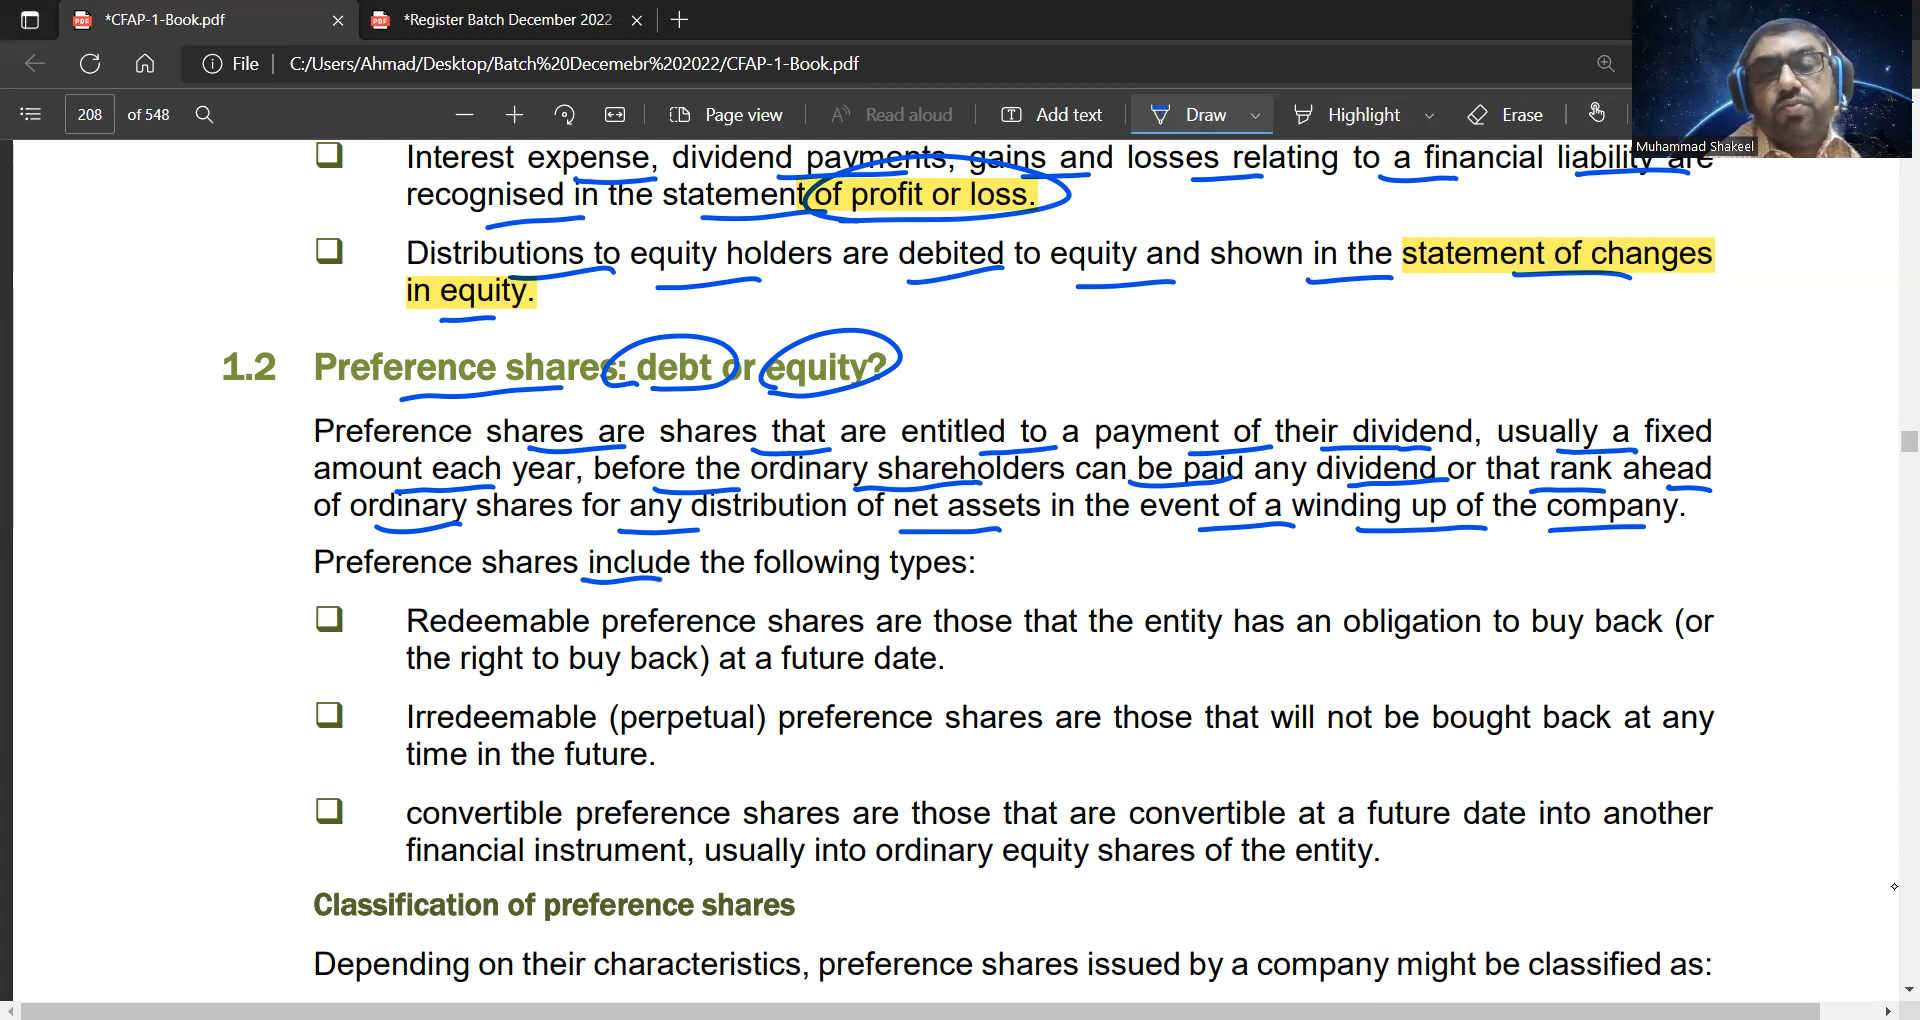 *CFAP-1-Book.pdf
*Register Batch December 2022
File C:/Users/Ahmad/Desktop/Batch%20Decemebr%202022/CFAP-1-Book.pdf
208 of 548 Page view Read aloud Add text Draw Highlight Erase
Muhammad Shakeel
Interest expense, dividend payments, gains and losses relating to a financial liability are
recognised in the statement of profit or loss.
Distributions to equity holders are debited to equity and shown in the statement of changes
in equity.
1.2 Preference shares: debt or equity?
Preference shares are shares that are entitled to a payment of their dividend, usually a fixed
amount each year, before the ordinary shareholders can be paid any dividend or that rank ahead
of ordinary shares for any distribution of net assets in the event of a winding up of the company.
Preference shares include the following types:
Redeemable preference shares are those that the entity has an obligation to buy back (or
the right to buy back) at a future date.
Irredeemable (perpetual) preference shares are those that will not be bought back at any
time in the future.
convertible preference shares are those that are convertible at a future date into another
financial instrument, usually into ordinary equity shares of the entity.
Classification of preference shares
Depending on their characteristics, preference shares issued by a company might be classified as: